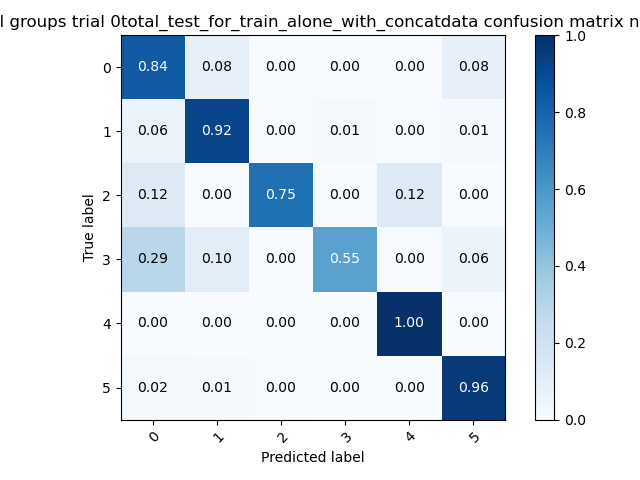 l groups trial 0total_test_for_train_alone_with_concatdata confusion matrix n
0 0.84 0.08 0.00 0.00 0.00 0.08
1 0.06 0.92 0.00 0.01 0.00 0.01
2 0.12 0.00 0.75 0.00 0.12 0.00
3 0.29 0.10 0.00 0.55 0.00 0.06
4 0.00 0.00 0.00 0.00 1.00 0.00
5 0.02 0.01 0.00 0.00 0.00 0.96
0 1 2 3 4 5
True label
Predicted label
1.0
0.8
0.6
0.4
0.2
0.0